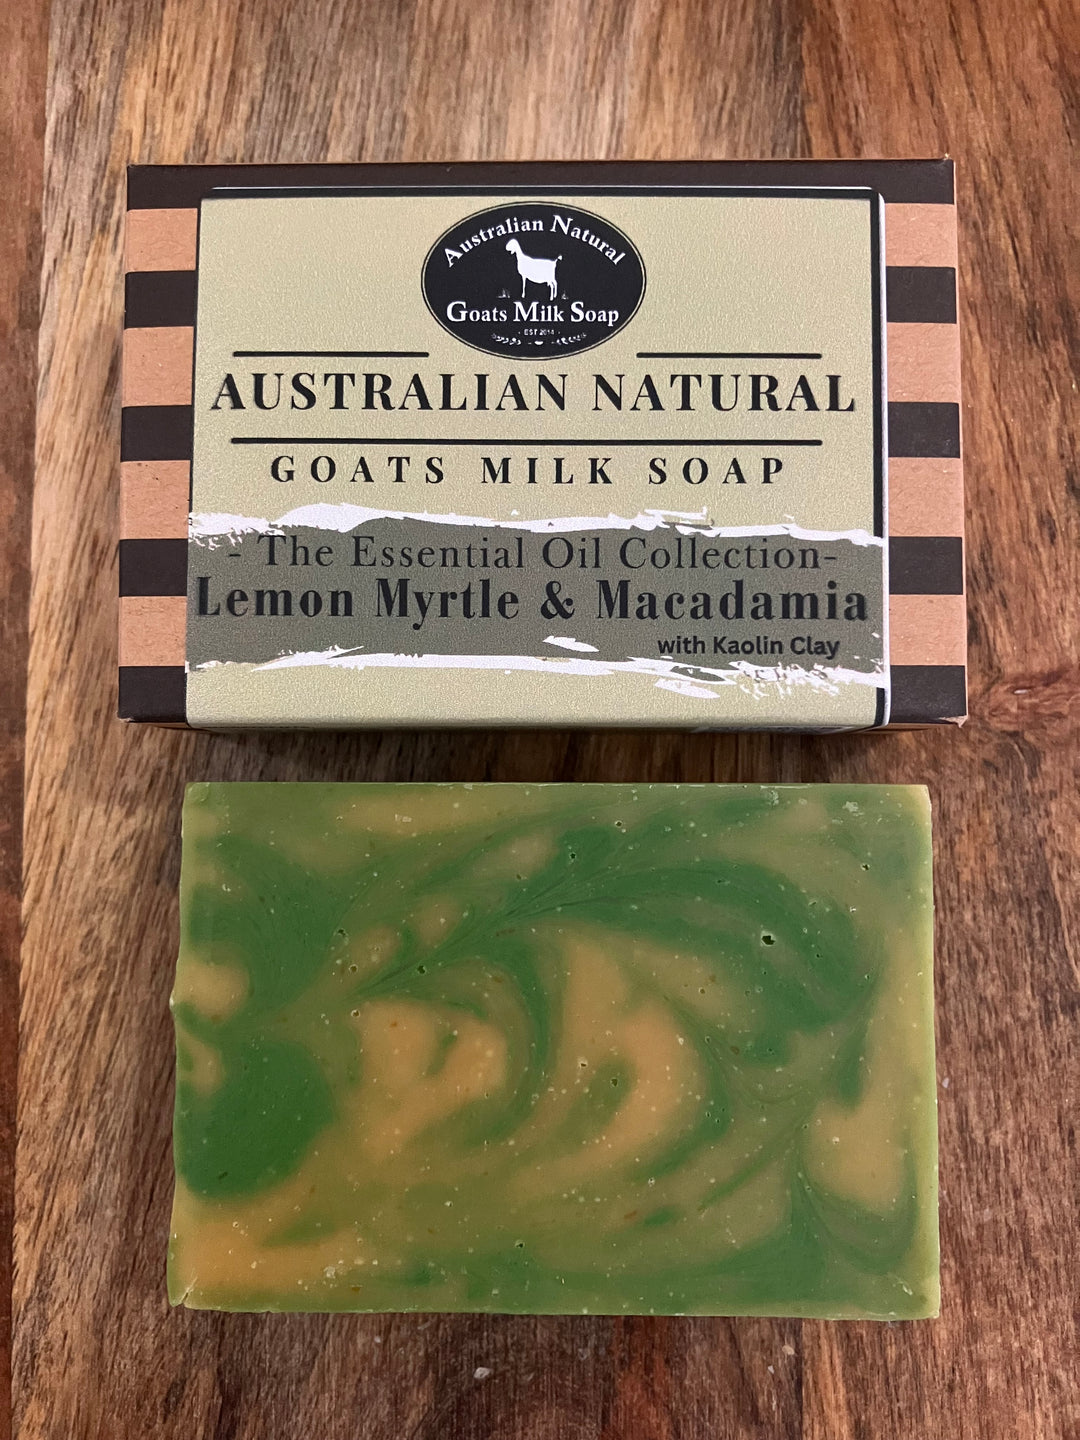 Australian Natural
Goats Milk Soap
- EST 2014 -
AUSTRALIAN NATURAL
GOATS MILK SOAP
- The Essential Oil Collection-
Lemon Myrtle & Macadamia
with Kaolin Clay